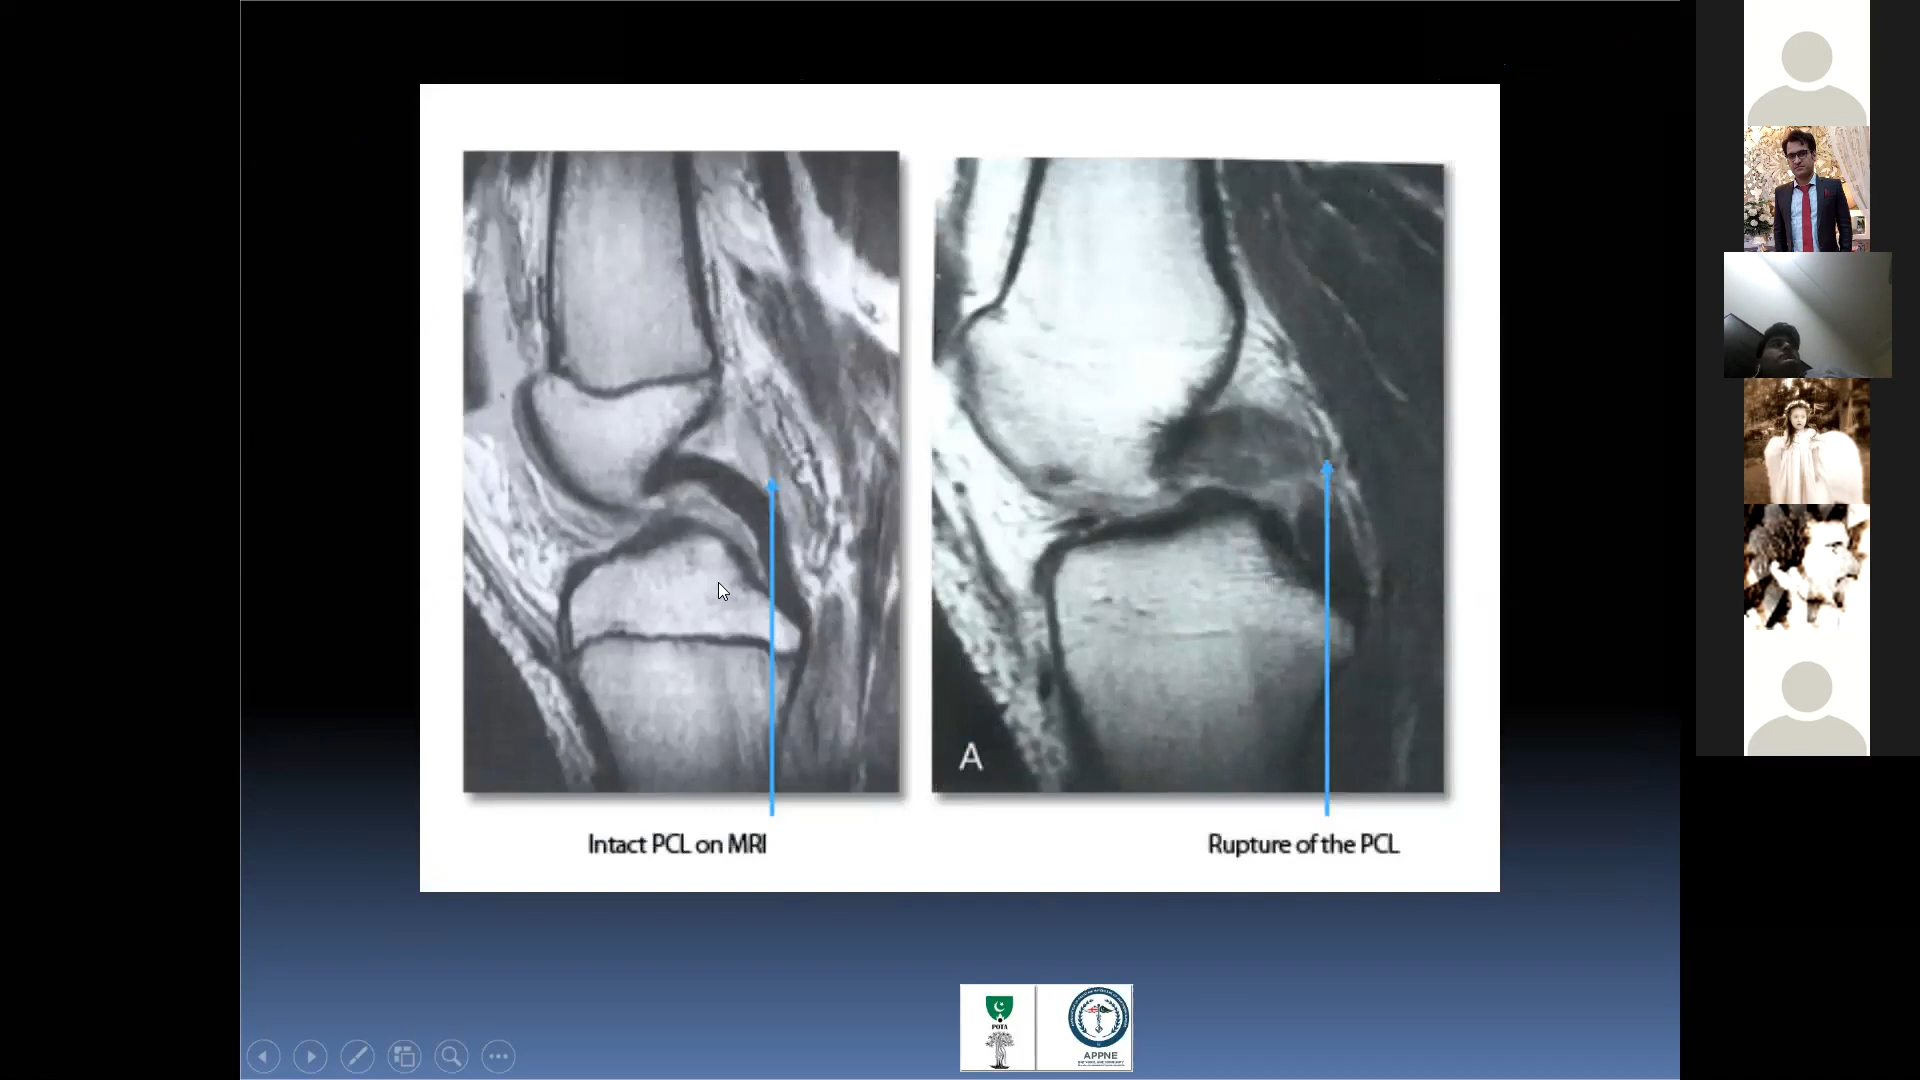 A
Intact PCL on MRI
Rupture of the PCL
POTA
APPNE